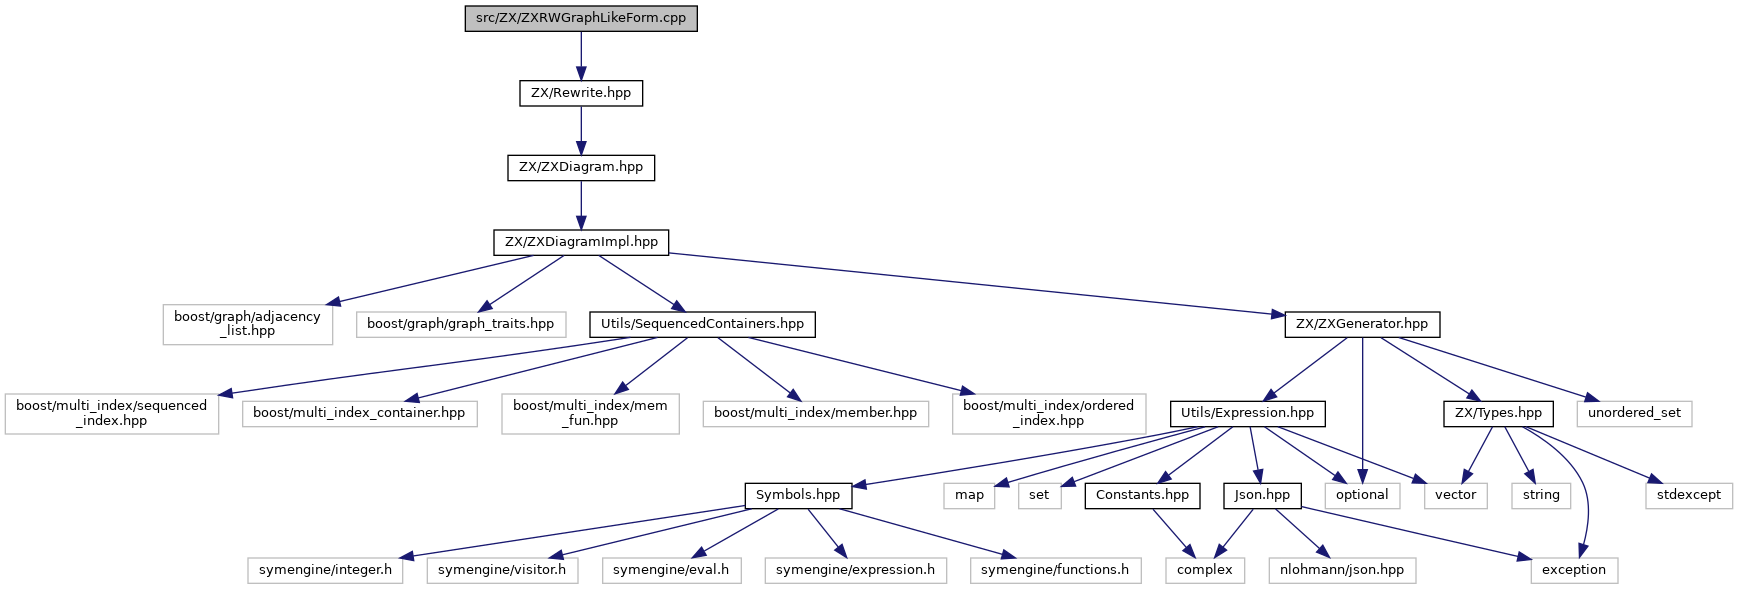 src/ZX/ZXRWGraphLikeForm.cpp
ZX/Rewrite.hpp
ZX/ZXDiagram.hpp
ZX/ZXDiagramImpl.hpp
boost/graph/adjacency
_list.hpp
boost/graph/graph_traits.hpp
Utils/SequencedContainers.hpp
ZX/ZXGenerator.hpp
boost/multi_index/sequenced
_index.hpp
boost/multi_index_container.hpp
boost/multi_index/mem
_fun.hpp
boost/multi_index/member.hpp
boost/multi_index/ordered
_index.hpp
Utils/Expression.hpp
ZX/Types.hpp
unordered_set
Symbols.hpp
map
set
Constants.hpp
Json.hpp
optional
vector
string
stdexcept
symengine/integer.h
symengine/visitor.h
symengine/eval.h
symengine/expression.h
symengine/functions.h
complex
nlohmann/json.hpp
exception